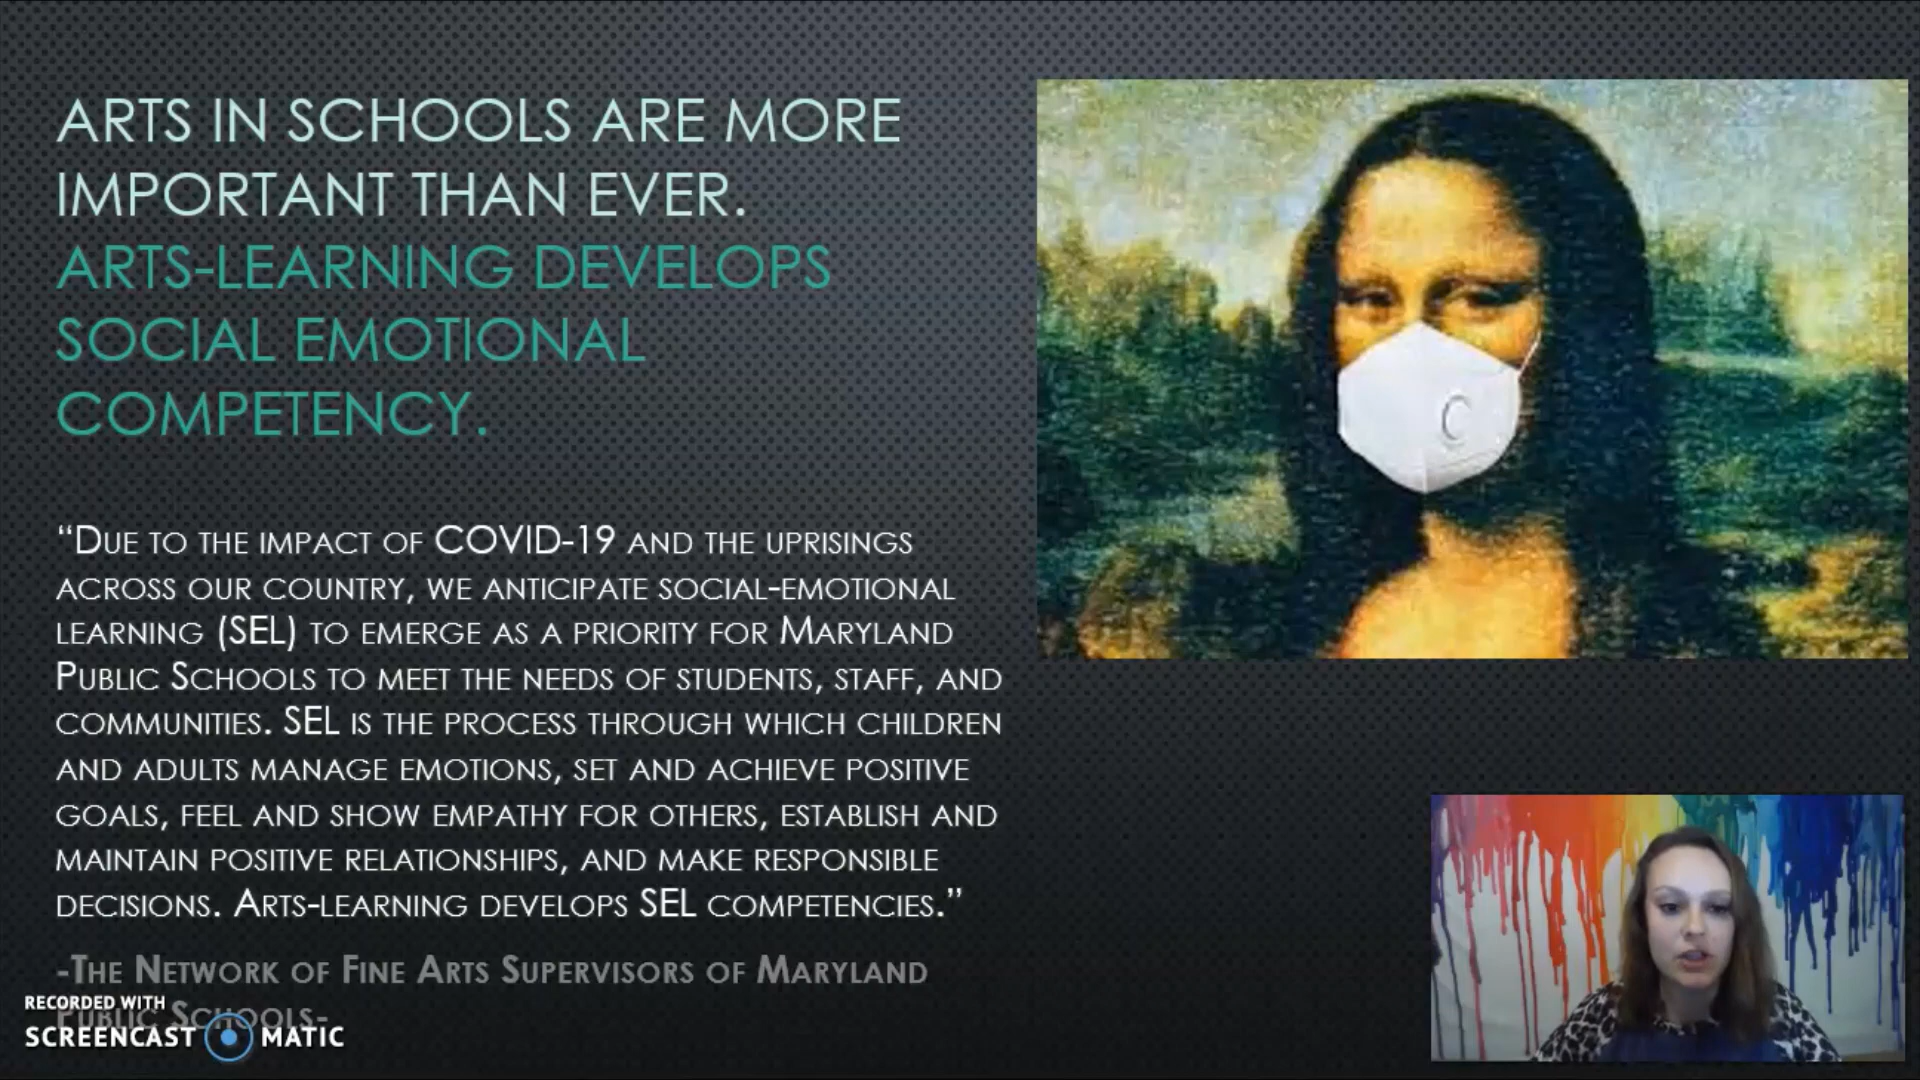 ARTS IN SCHOOLS ARE MORE
IMPORTANT THAN EVER.
ARTS-LEARNING DEVELOPS
SOCIAL EMOTIONAL
COMPETENCY.
“DUE TO THE IMPACT OF COVID-19 AND THE UPRISINGS
ACROSS OUR COUNTRY, WE ANTICIPATE SOCIAL-EMOTIONAL
LEARNING (SEL) TO EMERGE AS A PRIORITY FOR MARYLAND
PUBLIC SCHOOLS TO MEET THE NEEDS OF STUDENTS, STAFF, AND
COMMUNITIES. SEL IS THE PROCESS THROUGH WHICH CHILDREN
AND ADULTS MANAGE EMOTIONS, SET AND ACHIEVE POSITIVE
GOALS, FEEL AND SHOW EMPATHY FOR OTHERS, ESTABLISH AND
MAINTAIN POSITIVE RELATIONSHIPS, AND MAKE RESPONSIBLE
DECISIONS. ARTS-LEARNING DEVELOPS SEL COMPETENCIES.”
-THE NETWORK OF FINE ARTS SUPERVISORS OF MARYLAND
PUBLIC SCHOOLS-
RECORDED WITH
SCREENCAST MATIC